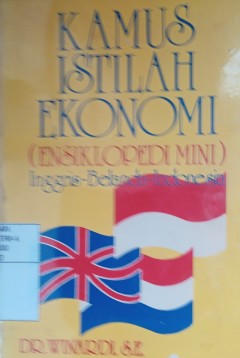 KAMUS
ISTILAH
EKONOMI
(ENSIKLOPEDI MINI)
Inggris-Belanda-Indonesia
DR. WINARDI, S.E.